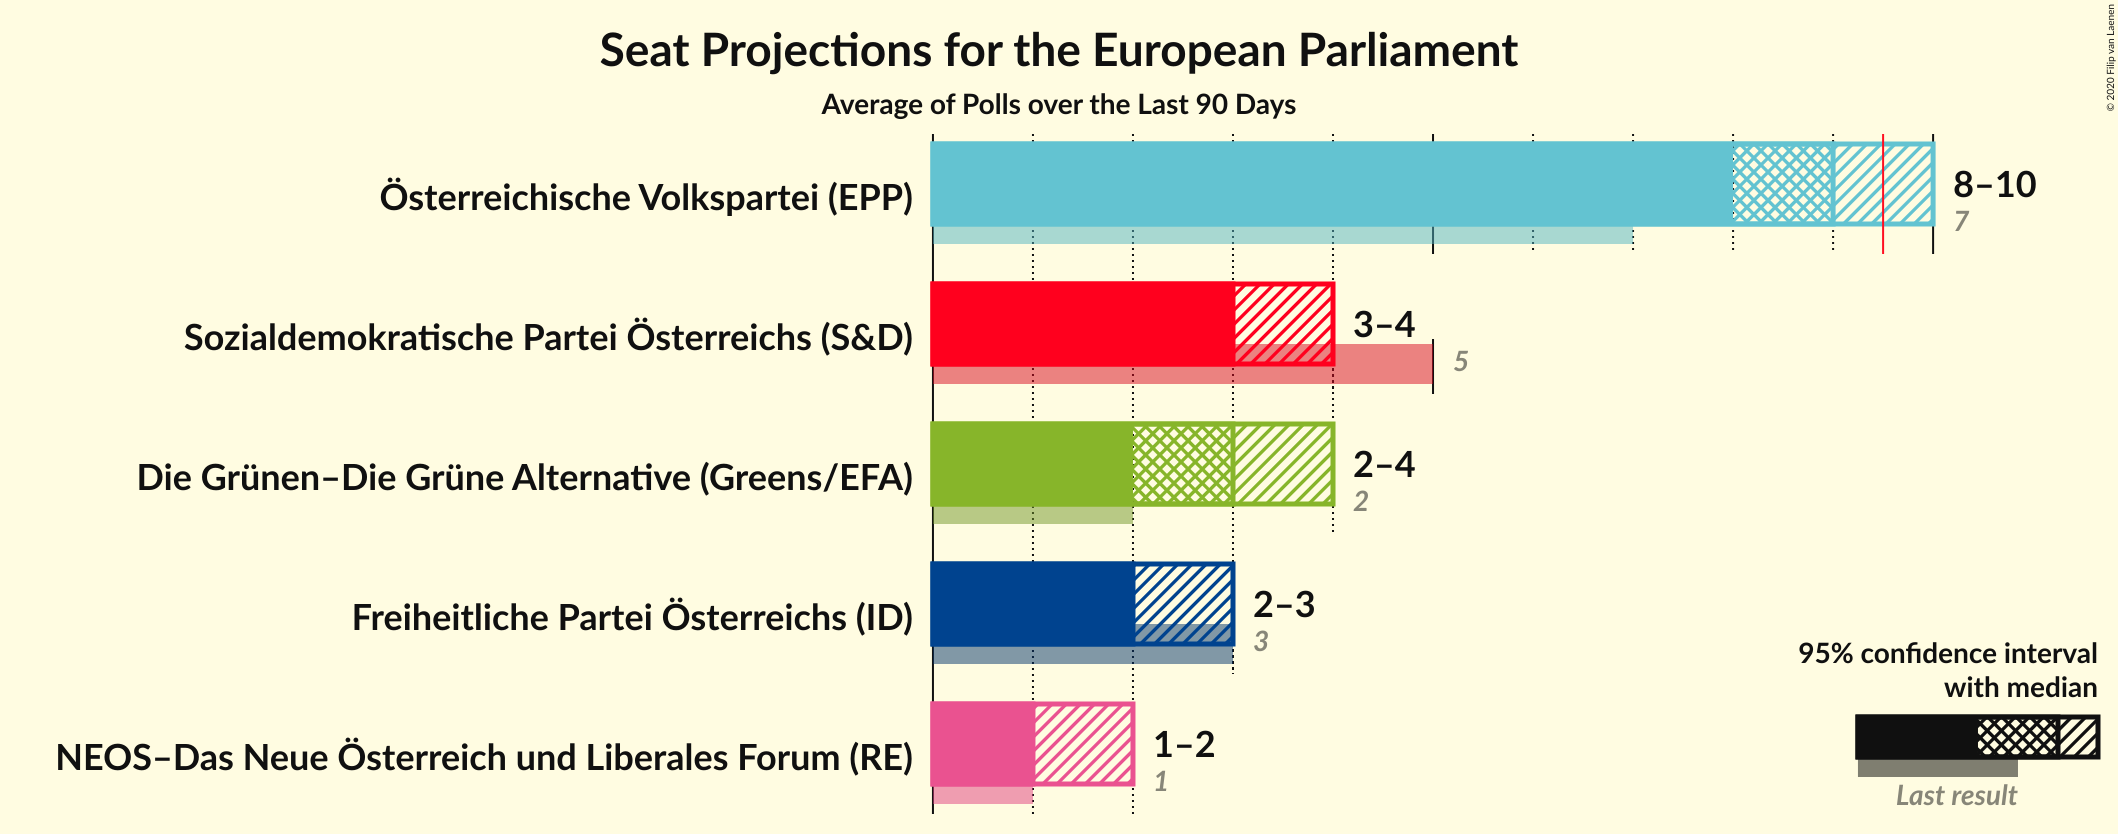 Seat Projections for the European Parliament
Average of Polls over the Last 90 Days
© 2020 Filip van Laenen
Österreichische Volkspartei (EPP)
8–10
7
Sozialdemokratische Partei Österreichs (S&D)
3–4
5
Die Grünen–Die Grüne Alternative (Greens/EFA)
2–4
2
Freiheitliche Partei Österreichs (ID)
2–3
3
NEOS–Das Neue Österreich und Liberales Forum (RE)
1–2
1
95% confidence interval
with median
Last result